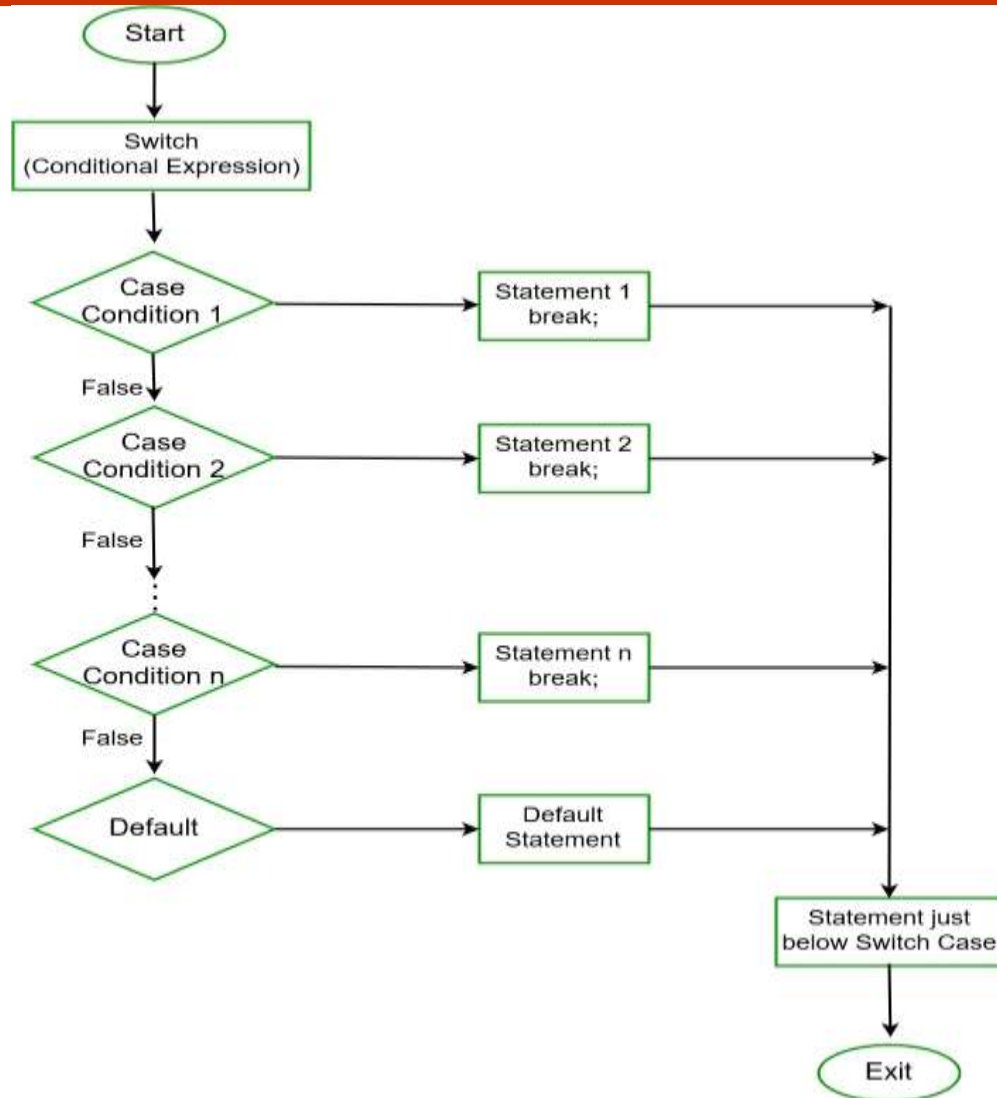 Start
Switch
(Conditional Expression)
Case
Condition 1
Statement 1
break;
False
Case
Condition 2
Statement 2
break;
False
Case
Condition n
Statement n
break;
False
Default
Default
Statement
Statement just
below Switch Case
Exit